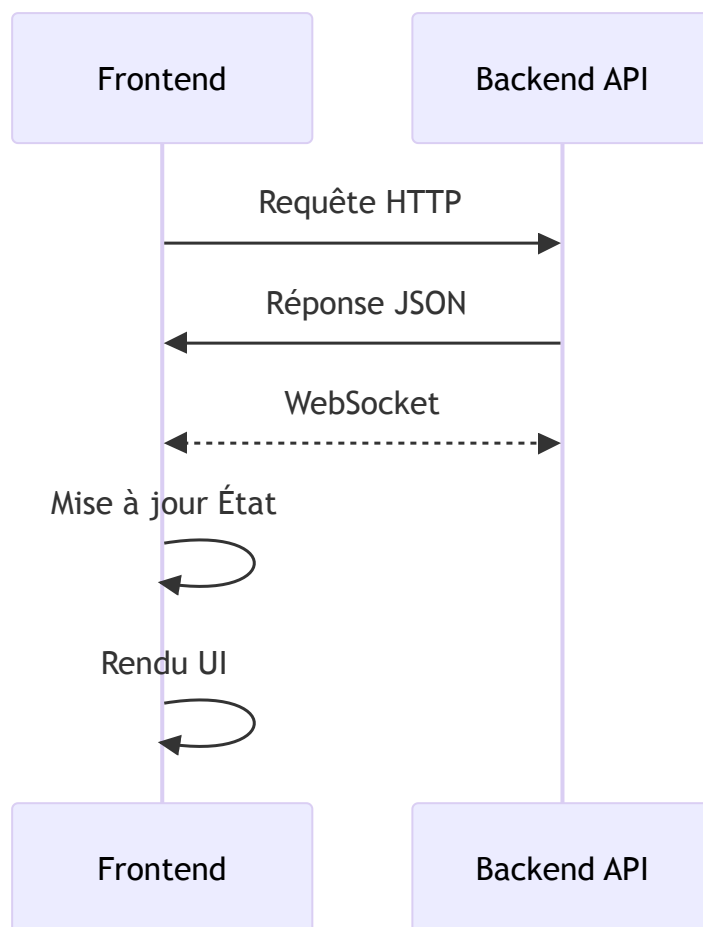 Frontend
Backend API
Requête HTTP
Réponse JSON
WebSocket
Mise à jour État
Rendu UI
Frontend
Backend API